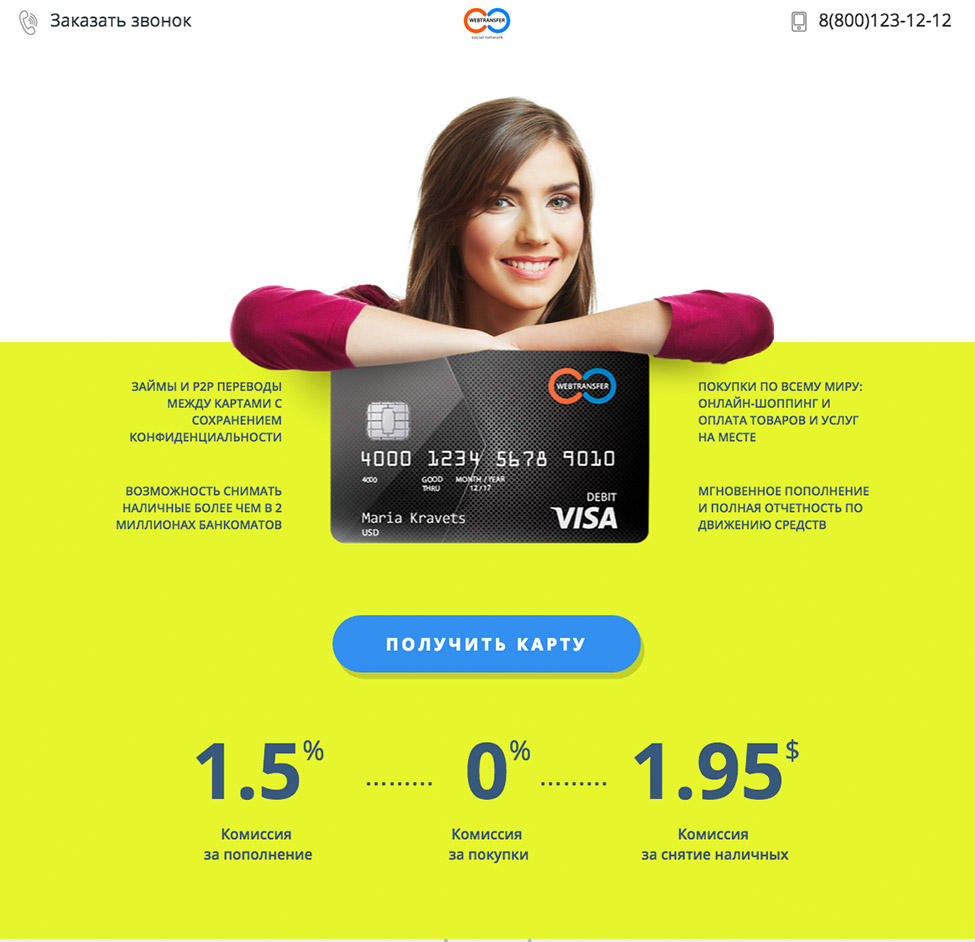 Заказать звонок
WEBTRANSFER
social network
8(800)123-12-12
ЗАЙМЫ И P2P ПЕРЕВОДЫ
МЕЖДУ КАРТАМИ С
СОХРАНЕНИЕМ
КОНФИДЕНЦИАЛЬНОСТИ
ВОЗМОЖНОСТЬ СНИМАТЬ
НАЛИЧНЫЕ БОЛЕЕ ЧЕМ В 2
МИЛЛИОНАХ БАНКОМАТОВ
WEBTRANSFER
4000 1234 5678 9010
4000 GOOD THRU MONTH / YEAR 12 / 17
DEBIT
Maria Kravets
VISA
USD
ПОКУПКИ ПО ВСЕМУ МИРУ:
ОНЛАЙН-ШОППИНГ И
ОПЛАТА ТОВАРОВ И УСЛУГ
НА МЕСТЕ
МГНОВЕННОЕ ПОПОЛНЕНИЕ
И ПОЛНАЯ ОТЧЕТНОСТЬ ПО
ДВИЖЕНИЮ СРЕДСТВ
ПОЛУЧИТЬ КАРТУ
1.5%
Комиссия
за пополнение
0%
Комиссия
за покупки
1.95$
Комиссия
за снятие наличных